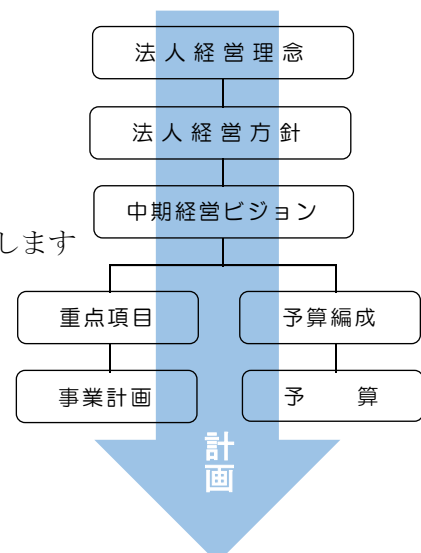 法人経営理念
法人経営方針
中期経営ビジョン
します
重点項目
予算編成
事業計画
予　　算
計画